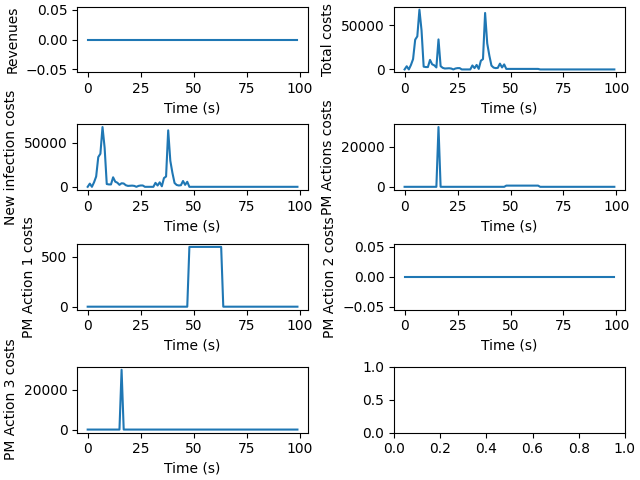 Revenues
0.05
0.00
−0.05
0 25 50 75 100
Time (s)
Total costs
50000
0
0 25 50 75 100
Time (s)
New infection costs
50000
0
0 25 50 75 100
Time (s)
PM Actions costs
20000
0
0 25 50 75 100
Time (s)
PM Action 1 costs
500
0
0 25 50 75 100
Time (s)
PM Action 2 costs
0.05
0.00
−0.05
0 25 50 75 100
Time (s)
PM Action 3 costs
20000
0
0 25 50 75 100
Time (s)
1.0
0.5
0.0
0.0 0.2 0.4 0.6 0.8 1.0